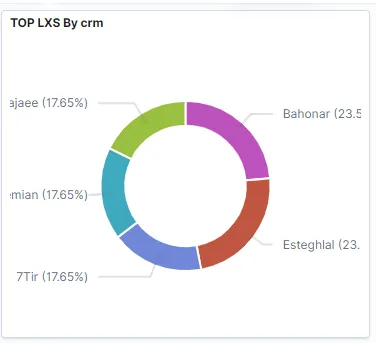 TOP LXS By crm
ajaee (17.65%)
Bahonar (23.5
emian (17.65%)
Esteghlal (23.
7Tir (17.65%)